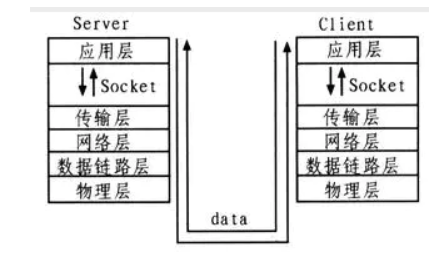 Server
应用层
Socket
传输层
网络层
数据链路层
物理层
Client
应用层
Socket
传输层
网络层
数据链路层
物理层
data